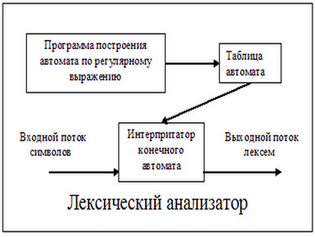 Программа построения
автомата по регулярному
выражению
Таблица
автомата
Входной поток
символов
Интерпритатор
конечного
автомата
Выходной поток
лексем
Лексический анализатор